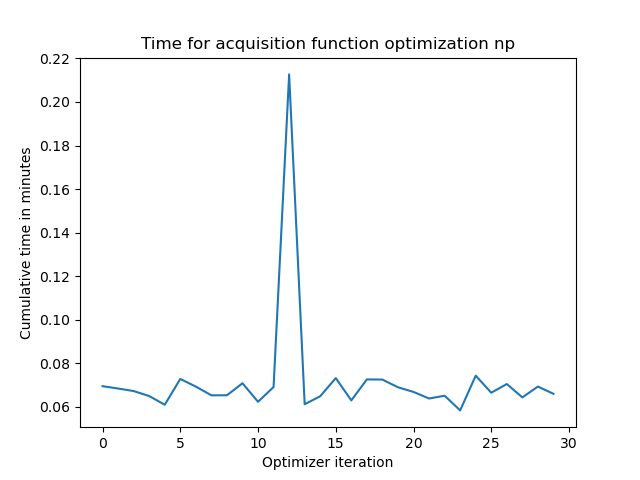 Time for acquisition function optimization np
Cumulative time in minutes
0.22
0.20
0.18
0.16
0.14
0.12
0.10
0.08
0.06
0 5 10 15 20 25 30
Optimizer iteration